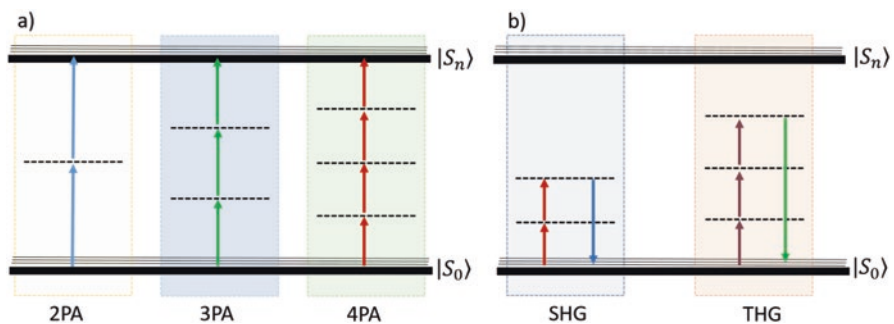 a)
|Sₙ⟩
|S₀⟩
2PA
3PA
4PA
b)
|Sₙ⟩
|S₀⟩
SHG
THG